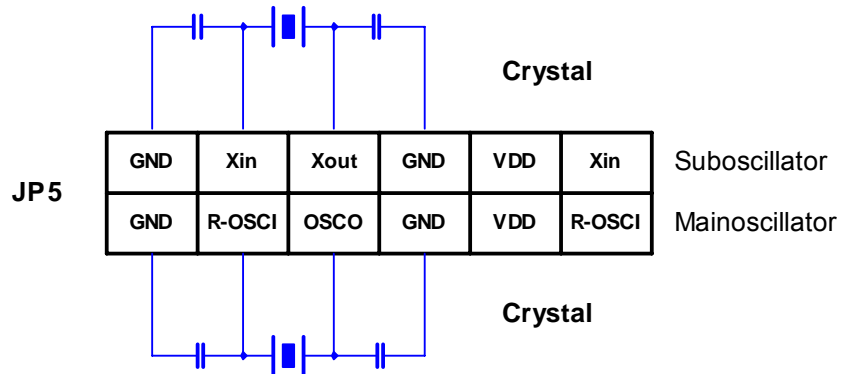 Crystal
GND Xin Xout GND VDD Xin Suboscillator
JP5
GND R-OSCI OSCO GND VDD R-OSCI Mainoscillator
Crystal